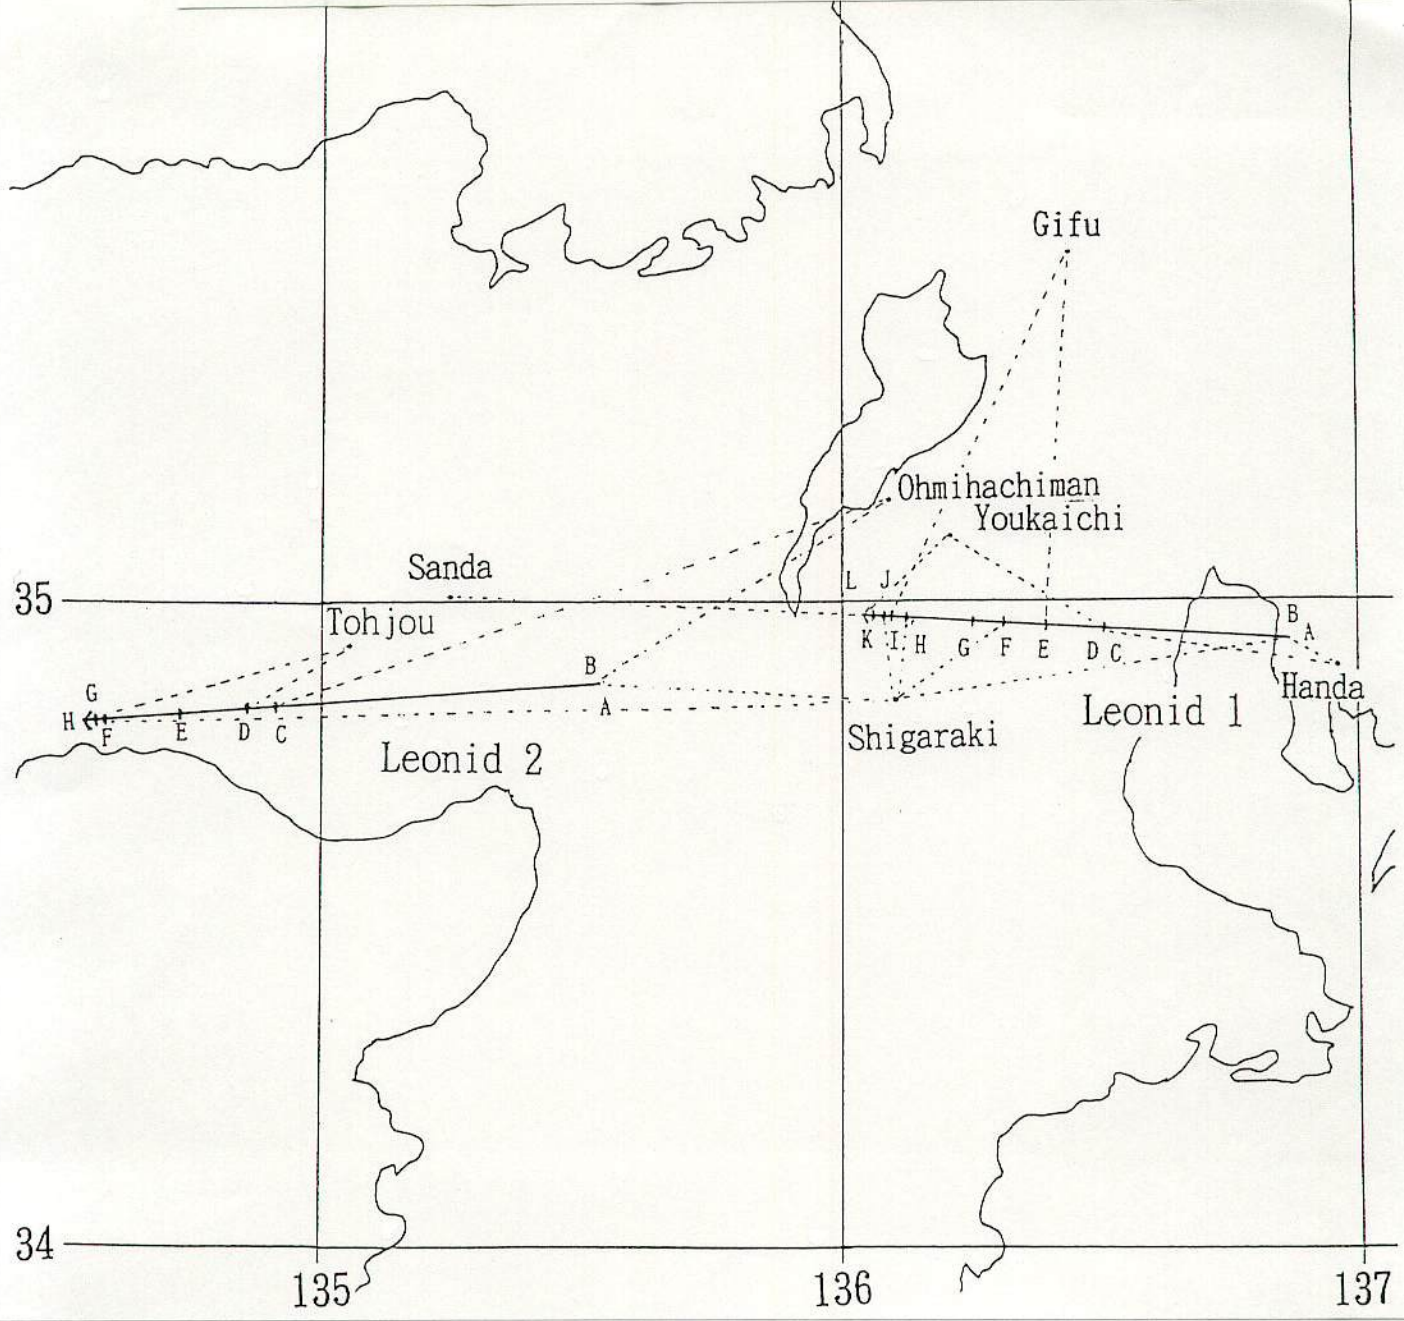 Gifu
Ohmihachiman
Youkaichi
Sanda
L J
35
Tohjou
B A
K I H G F E D C
B
Handa
G
H F E D C
A
Leonid 1
Shigaraki
Leonid 2
34
135 136 137